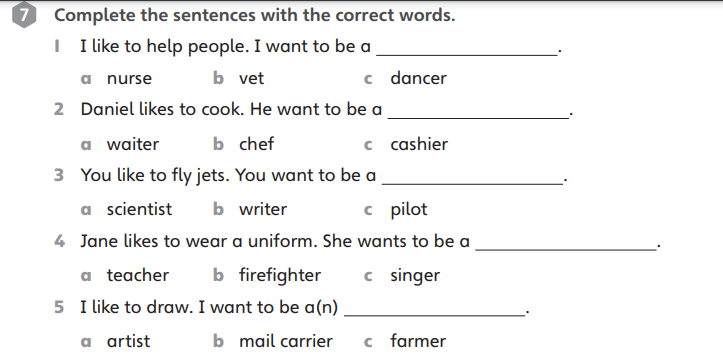 7 Complete the sentences with the correct words.
1 I like to help people. I want to be a ____________________.
a nurse b vet c dancer
2 Daniel likes to cook. He want to be a ____________________.
a waiter b chef c cashier
3 You like to fly jets. You want to be a ____________________.
a scientist b writer c pilot
4 Jane likes to wear a uniform. She wants to be a ____________________.
a teacher b firefighter c singer
5 I like to draw. I want to be a(n) ____________________.
a artist b mail carrier c farmer